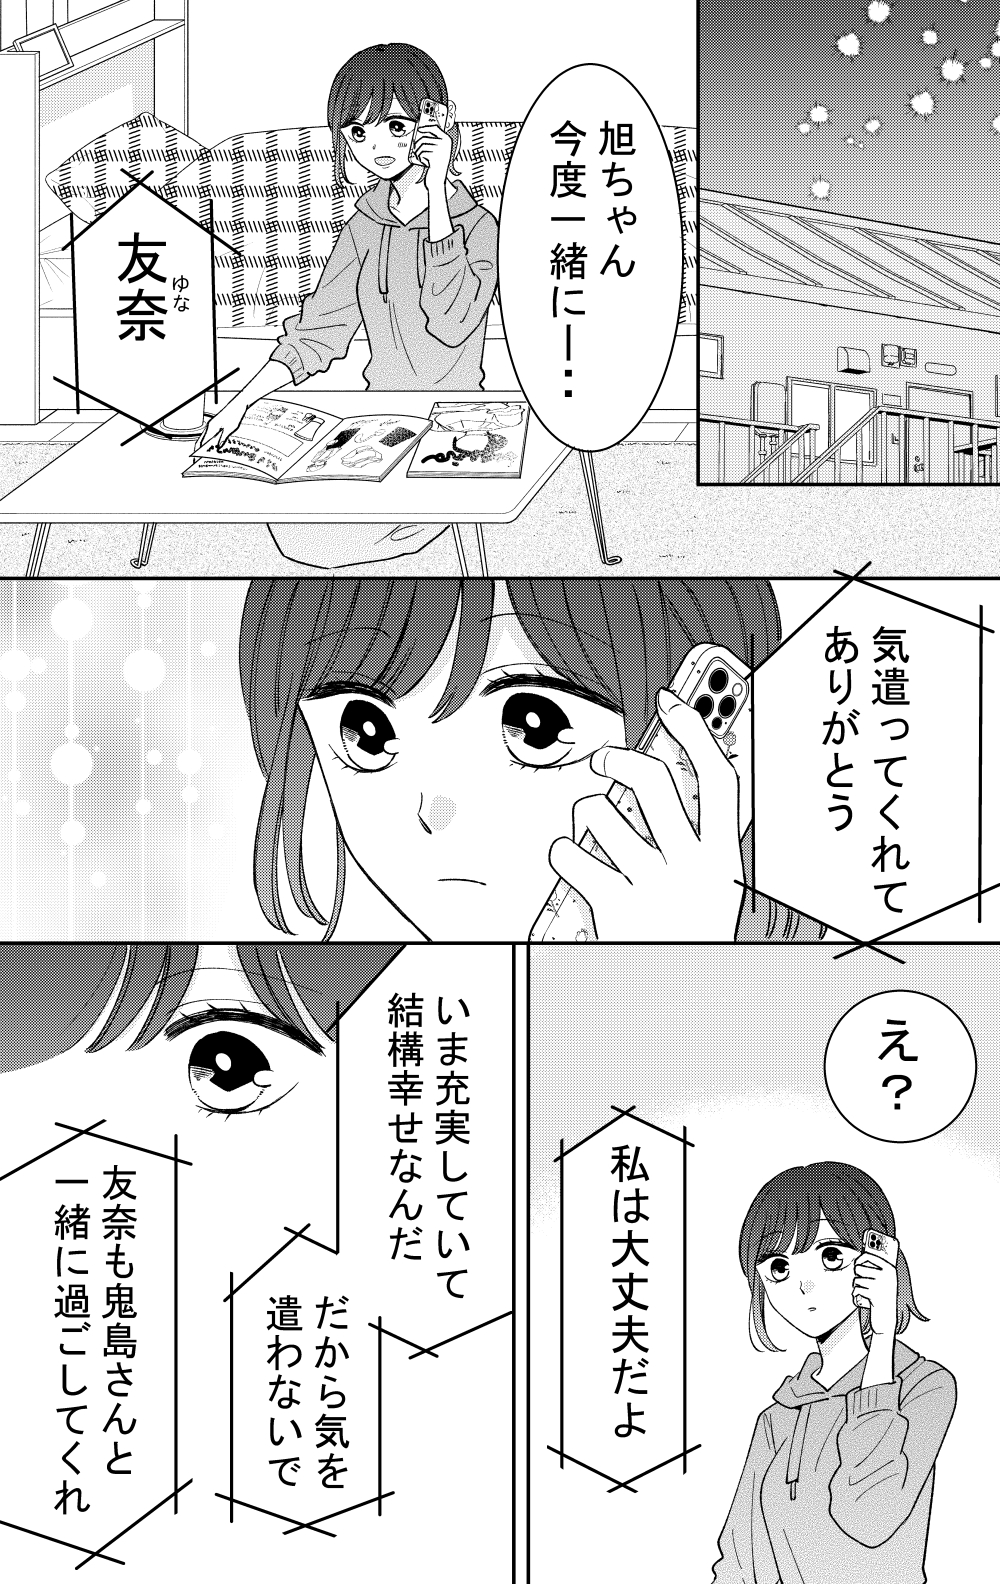 旭ちゃん
今度一緒にー‥
友奈
ゆな
気遣ってくれて
ありがとう
え？
私は大丈夫だよ
いま充実していて
結構幸せなんだ
だから気を
遣わないで
友奈も鬼島さんと
一緒に過ごしてくれ